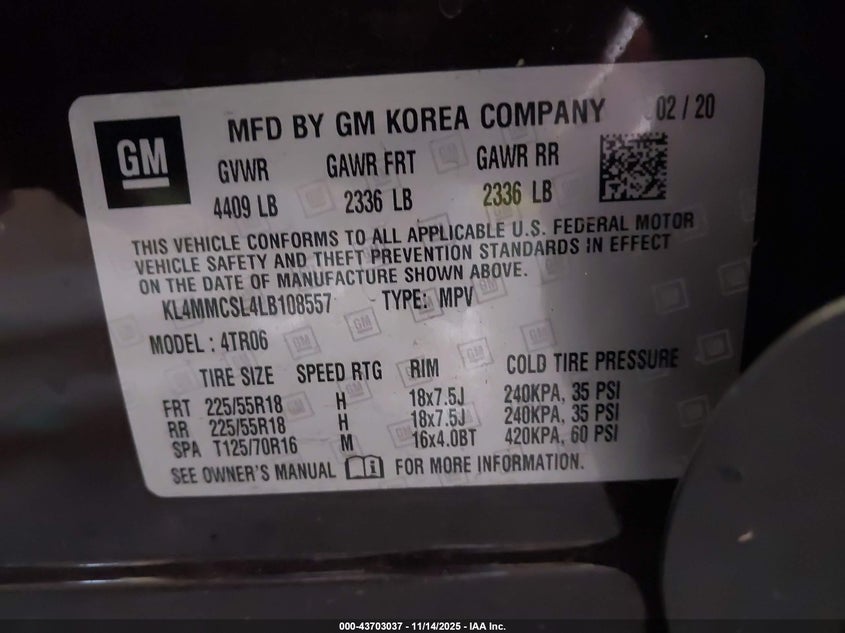 GM
MFD BY GM KOREA COMPANY 02 / 20
GVWR GAWR FRT GAWR RR
4409 LB 2336 LB 2336 LB
THIS VEHICLE CONFORMS TO ALL APPLICABLE U.S. FEDERAL MOTOR
VEHICLE SAFETY AND THEFT PREVENTION STANDARDS IN EFFECT
ON THE DATE OF MANUFACTURE SHOWN ABOVE.
KL4MMCSL4LB108557 TYPE: MPV
MODEL : 4TR06
TIRE SIZE SPEED RTG RIM COLD TIRE PRESSURE
FRT 225/55R18 H 18x7.5J 240KPA, 35 PSI
RR 225/55R18 H 18x7.5J 240KPA, 35 PSI
SPA T125/70R16 M 16x4.0BT 420KPA, 60 PSI
SEE OWNER'S MANUAL FOR MORE INFORMATION.
000-43703037 - 11/14/2025 - IAA Inc.